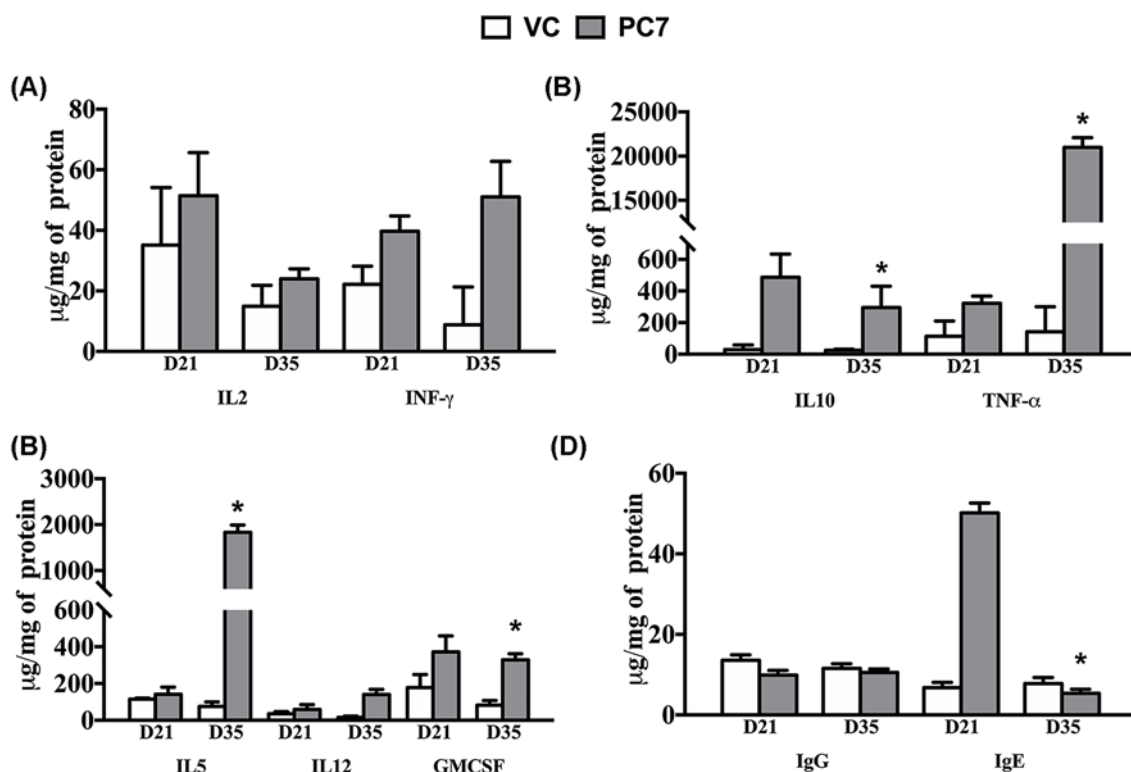 VC PC7
(A)
µg/mg of protein
80
60
40
20
0
D21 D35 D21 D35
IL2 INF-γ
(B)
µg/mg of protein
25000
20000
15000
600
400
200
0
*
*
D21 D35 D21 D35
IL10 TNF-α
(B)
µg/mg of protein
3000
2000
1000
600
400
200
0
*
*
D21 D35 D21 D35 D21 D35
IL5 IL12 GMCSF
(D)
µg/mg of protein
60
40
20
0
*
D21 D35 D21 D35
IgG IgE